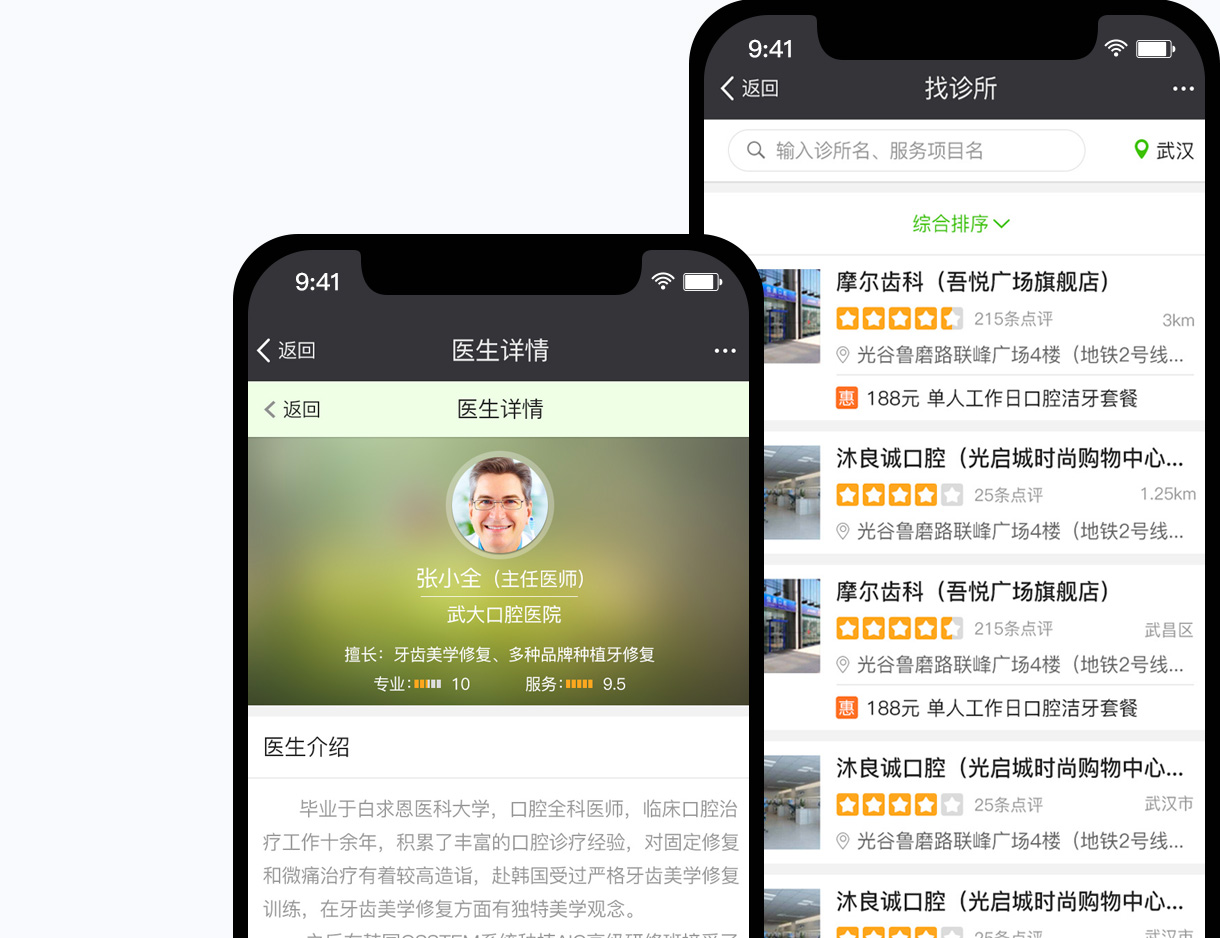 9:41
返回
找诊所
输入诊所名、服务项目名
武汉
综合排序
摩尔齿科（吾悦广场旗舰店）
215条点评
3km
光谷鲁磨路联峰广场4楼（地铁2号线...
惠 188元 单人工作日口腔洁牙套餐
沐良诚口腔（光启城时尚购物中心...
25条点评
1.25km
光谷鲁磨路联峰广场4楼（地铁2号线...
摩尔齿科（吾悦广场旗舰店）
215条点评
武昌区
光谷鲁磨路联峰广场4楼（地铁2号线...
惠 188元 单人工作日口腔洁牙套餐
沐良诚口腔（光启城时尚购物中心...
25条点评
武汉市
光谷鲁磨路联峰广场4楼（地铁2号线...
沐良诚口腔（光启城时尚购物中心...
25条点评
武汉市
9:41
返回
医生详情
返回
医生详情
张小全（主任医师）
武大口腔医院
擅长：牙齿美学修复、多种品牌种植牙修复
专业： 10 服务： 9.5
医生介绍
毕业于白求恩医科大学，口腔全科医师，临床口腔治
疗工作十余年，积累了丰富的口腔诊疗经验，对固定修复
和微痛治疗有着较高造诣，赴韩国受过严格牙齿美学修复
训练，在牙齿美学修复方面有独特美学观念。